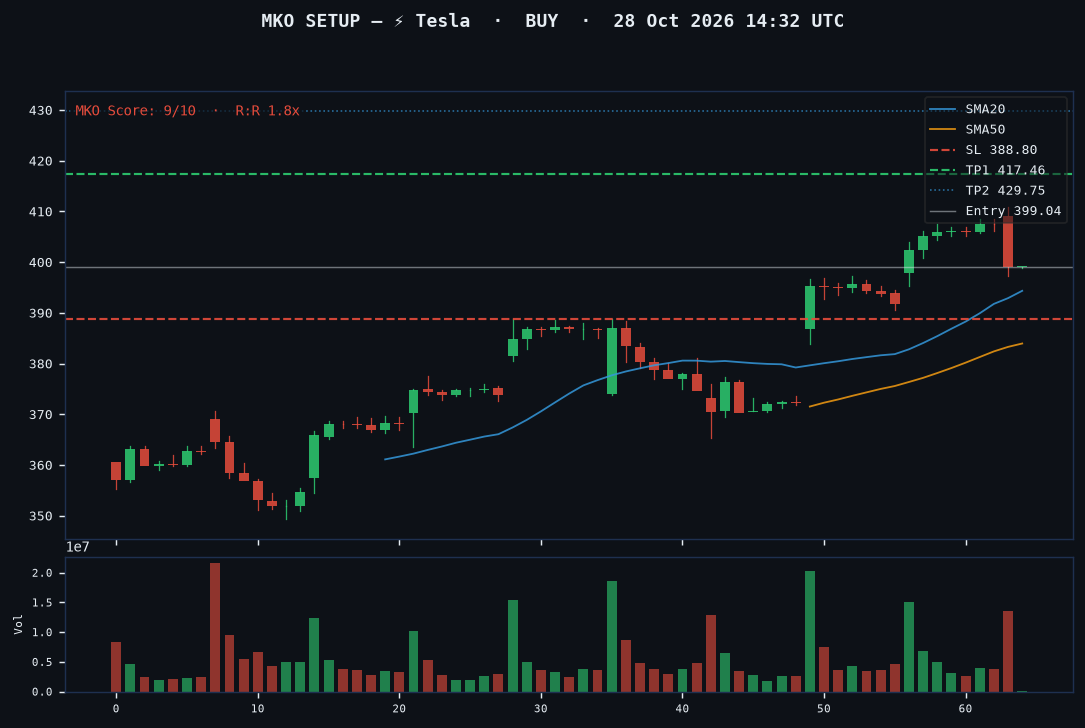 MKO SETUP — ⚡ Tesla · BUY · 28 Oct 2026 14:32 UTC
MKO Score: 9/10 · R:R 1.8x
SMA20
SMA50
SL 388.80
TP1 417.46
TP2 429.75
Entry 399.04
430
420
410
400
390
380
370
360
350
1e7
2.0
1.5
1.0
0.5
0.0
Vol
0 10 20 30 40 50 60